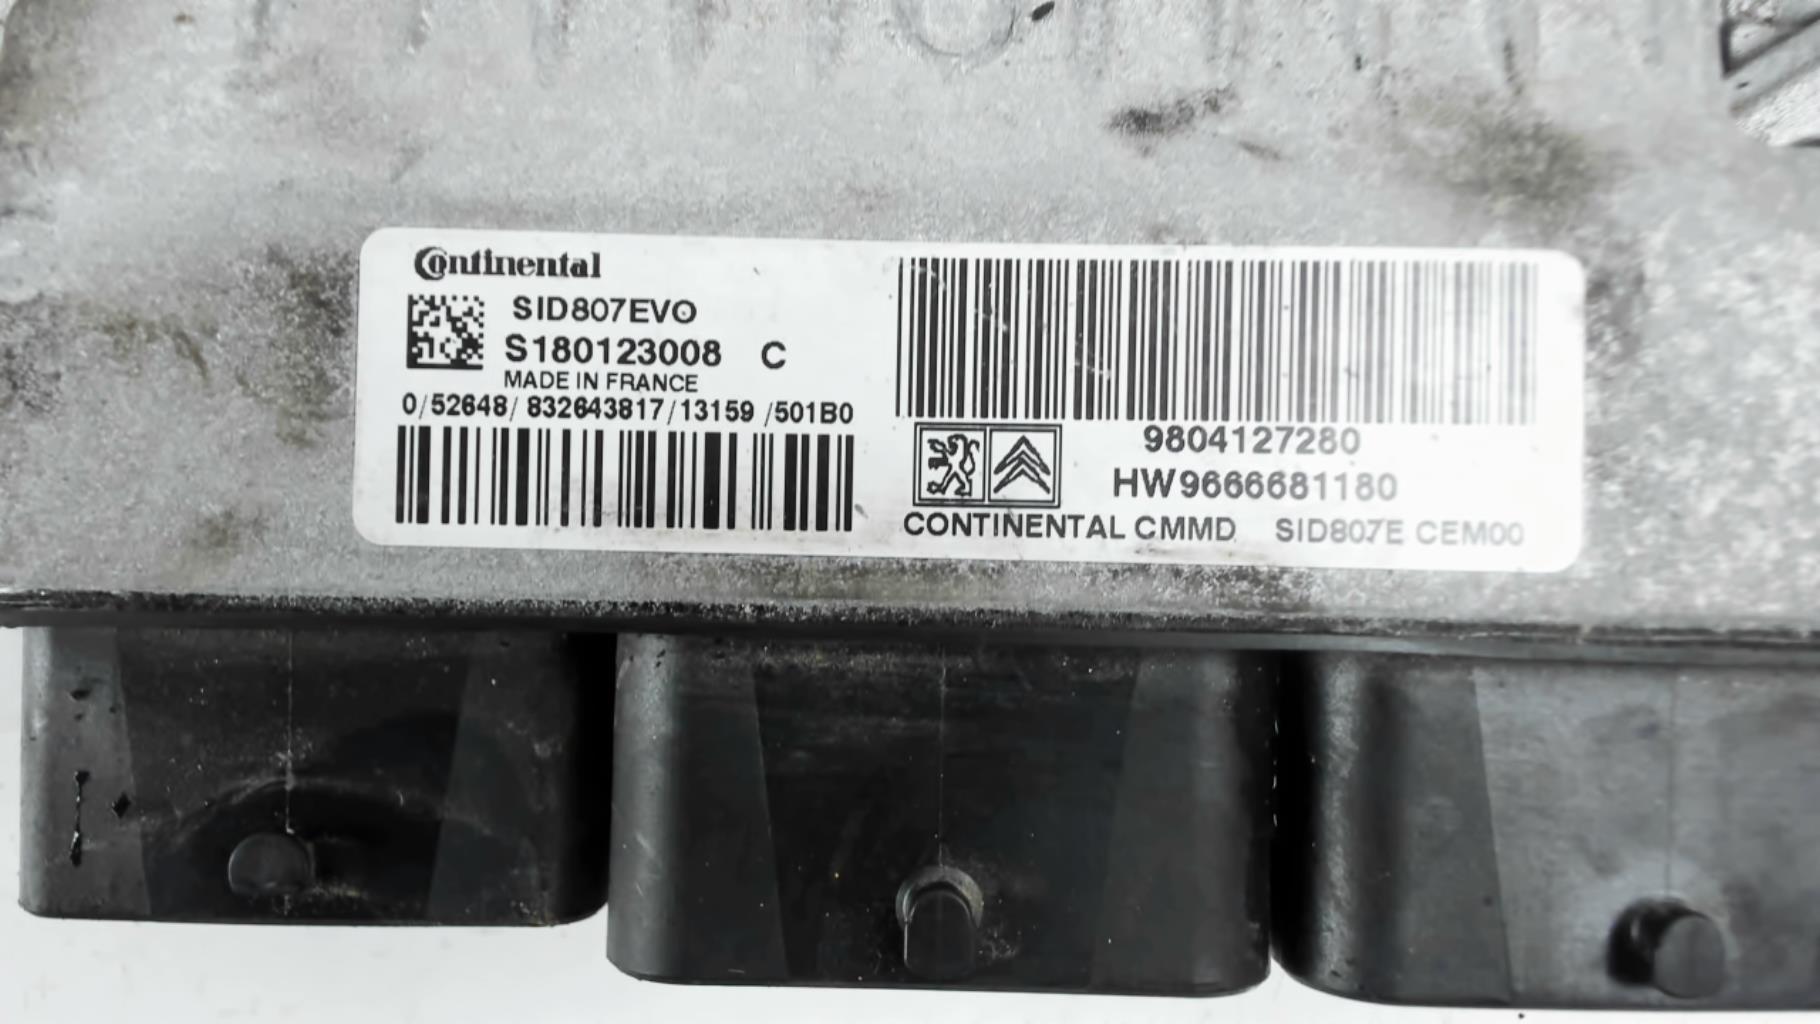 Continental
SID807EVO
S180123008 C
MADE IN FRANCE
0/52648/832643817/13159/501B0
9804127280
HW9666681180
CONTINENTAL CMMD SID807E CEM00